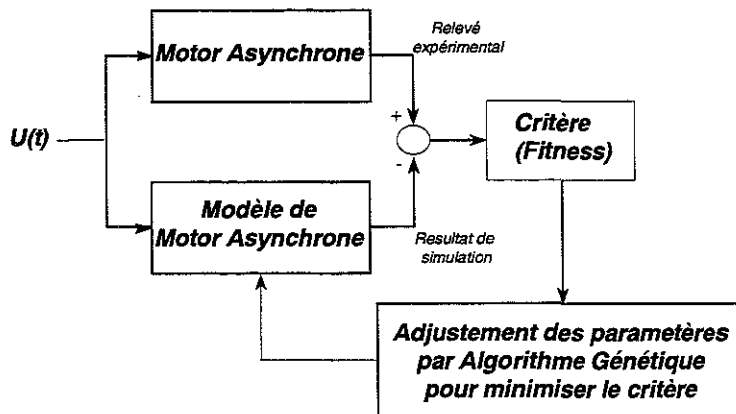 Motor Asynchrone
Relevé
expérimental
U(t)
+
-
Critère
(Fitness)
Modèle de
Motor Asynchrone
Resultat de
simulation
Adjustement des parametères
par Algorithme Génétique
pour minimiser le critère